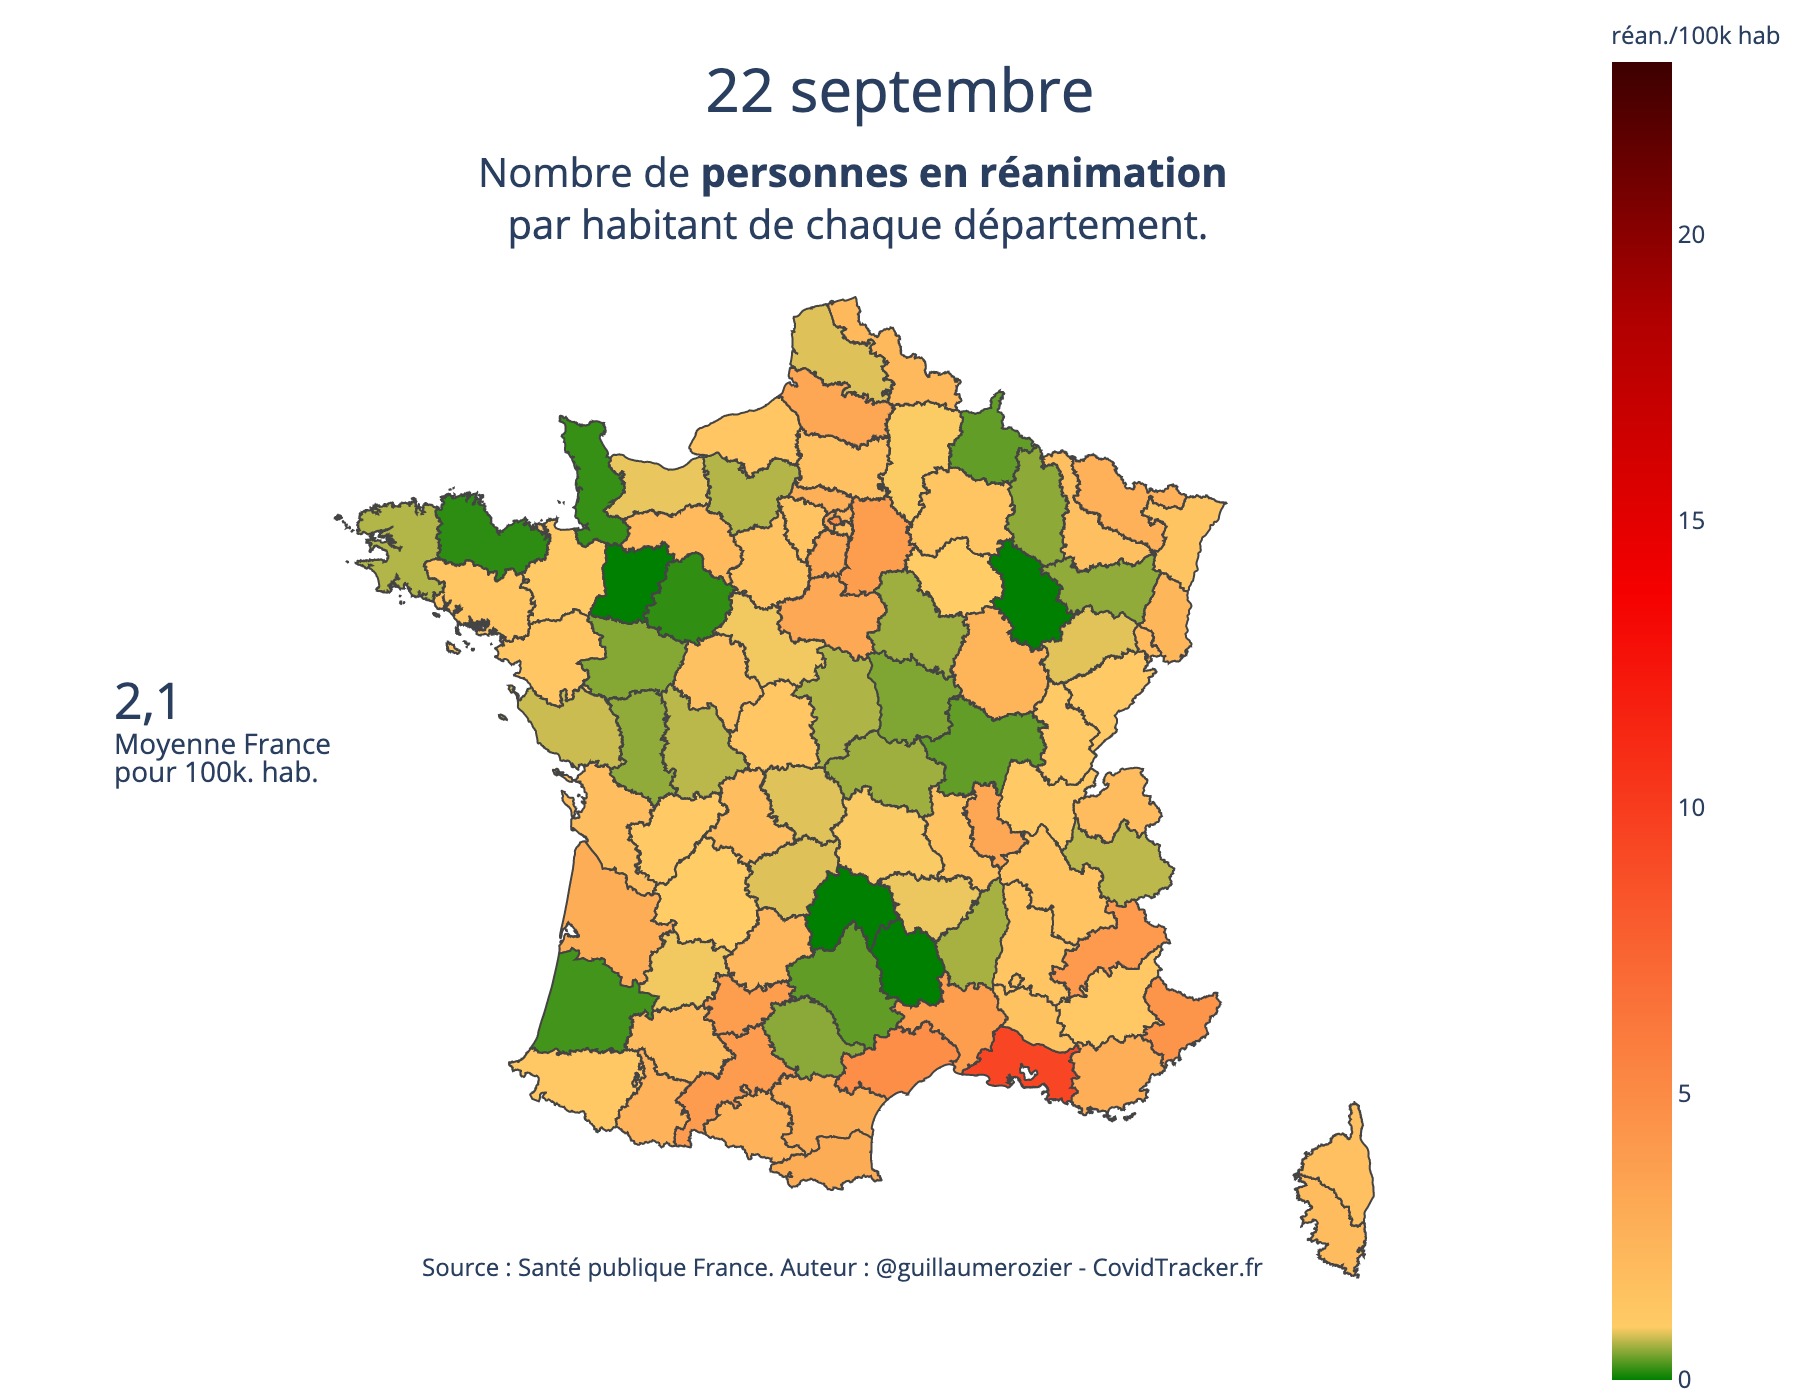 réan./100k hab
22 septembre
Nombre de personnes en réanimation
par habitant de chaque département.
20
15
2,1
Moyenne France
pour 100k. hab.
10
5
Source : Santé publique France. Auteur : @guillaumerozier - CovidTracker.fr
0